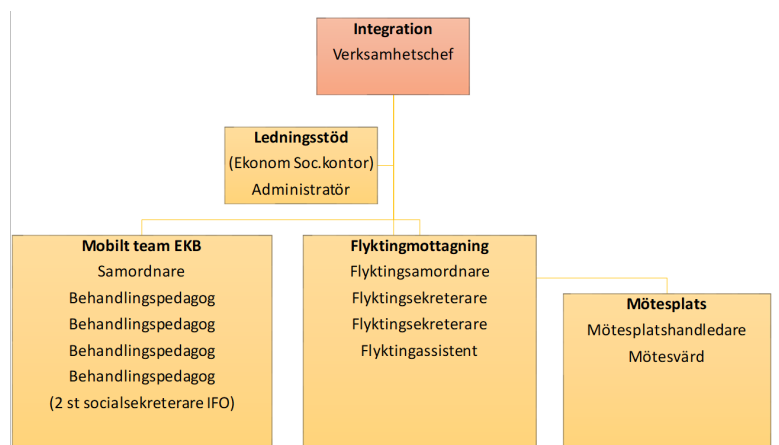 Integration
Verksamhetschef
Ledningsstöd
(Ekonom Soc.kontor)
Administratör
Mobilt team EKB
Samordnare
Behandlingspedagog
Behandlingspedagog
Behandlingspedagog
Behandlingspedagog
(2 st socialsekreterare IFO)
Flyktingmottagning
Flyktingsamordnare
Flyktingsekreterare
Flyktingsekreterare
Flyktingassistent
Mötesplats
Mötesplatshandledare
Mötesvärd